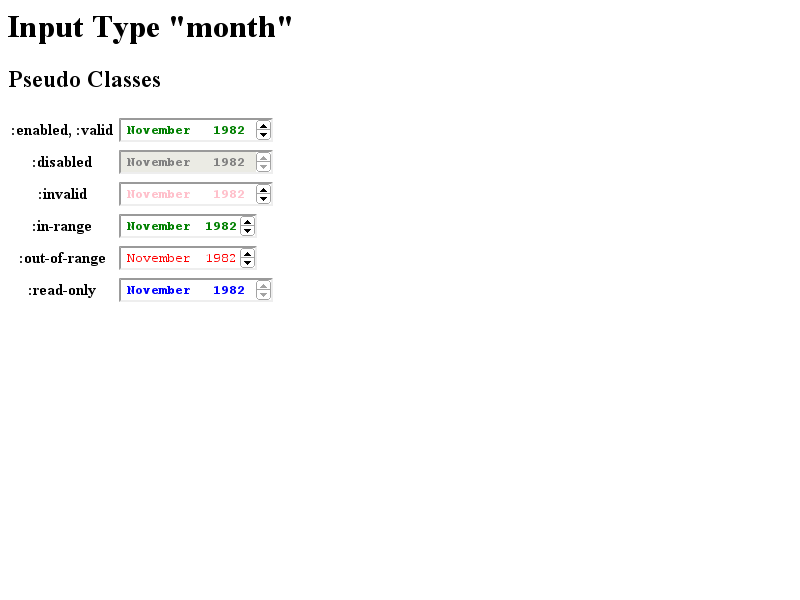 Input Type "month"
Pseudo Classes
:enabled, :valid November 1982
:disabled November 1982
:invalid November 1982
:in-range November 1982
:out-of-range November 1982
:read-only November 1982